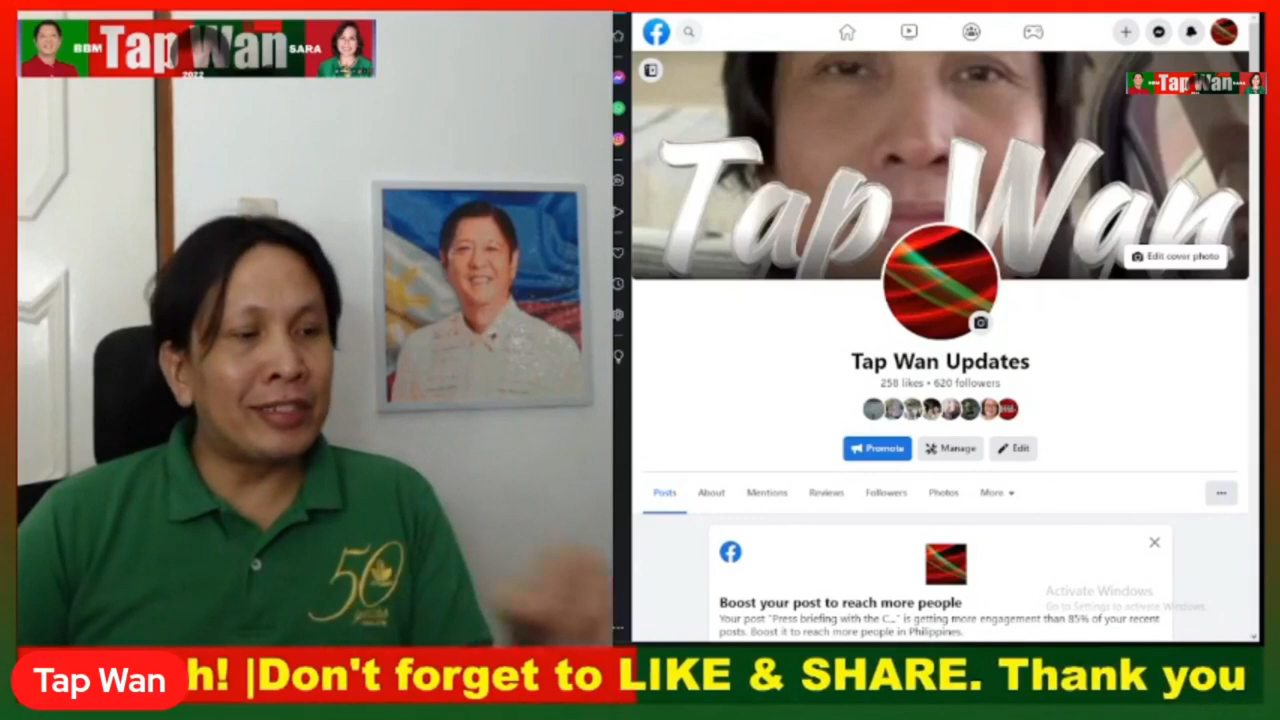 BBM Tap Wan SARA
2022
50
Tap Wan
Edit cover photo
Tap Wan Updates
258 likes • 620 followers
Promote Manage Edit
Posts About Mentions Reviews Followers Photos More
Boost your post to reach more people
Your post "Press briefing with the C..." is getting more engagement than 85% of your recent
posts. Boost it to reach more people in Philippines.
Activate Windows
Go to Settings to activate Windows.
Tap Wan
h! |Don't forget to LIKE & SHARE. Thank you